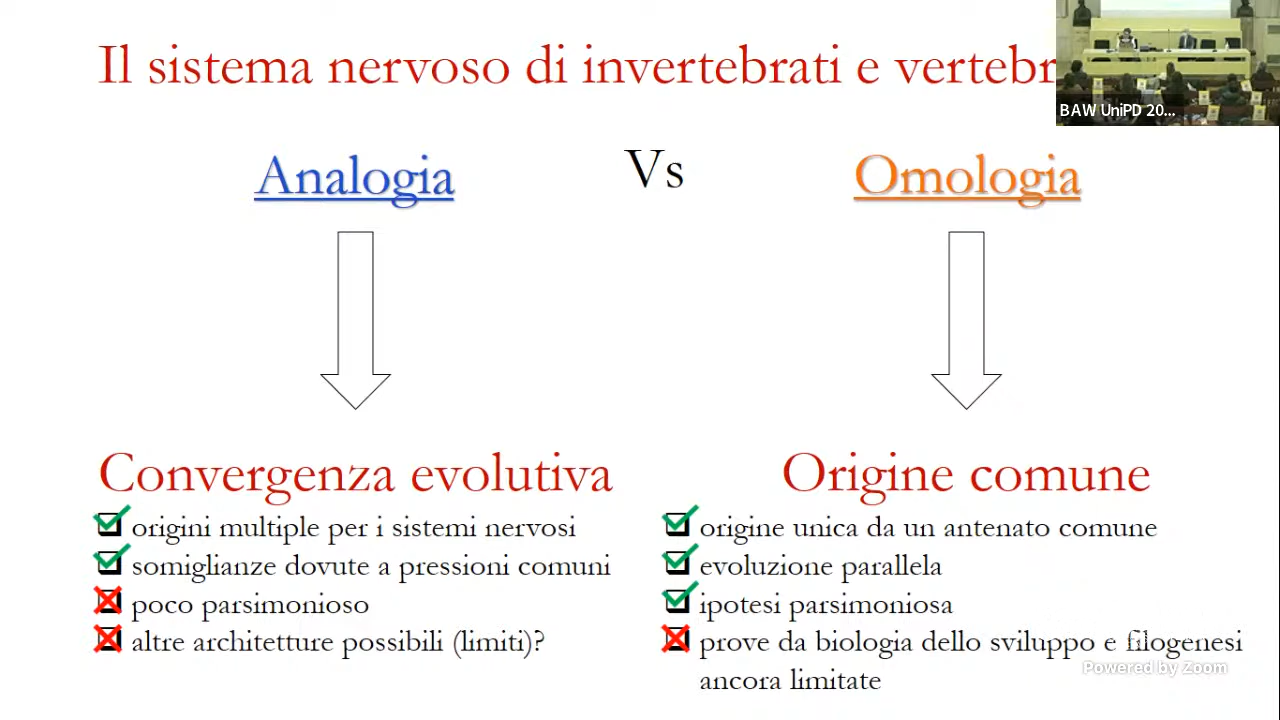 Il sistema nervoso di invertebrati e vertebr
BAW UniPD 20...
Analogia
Vs
Omologia
Convergenza evolutiva
origini multiple per i sistemi nervosi
somiglianze dovute a pressioni comuni
poco parsimonioso
altre architetture possibili (limiti)?
Origine comune
origine unica da un antenato comune
evoluzione parallela
ipotesi parsimoniosa
prove da biologia dello sviluppo e filogenesi
ancora limitate
Powered by Zoom